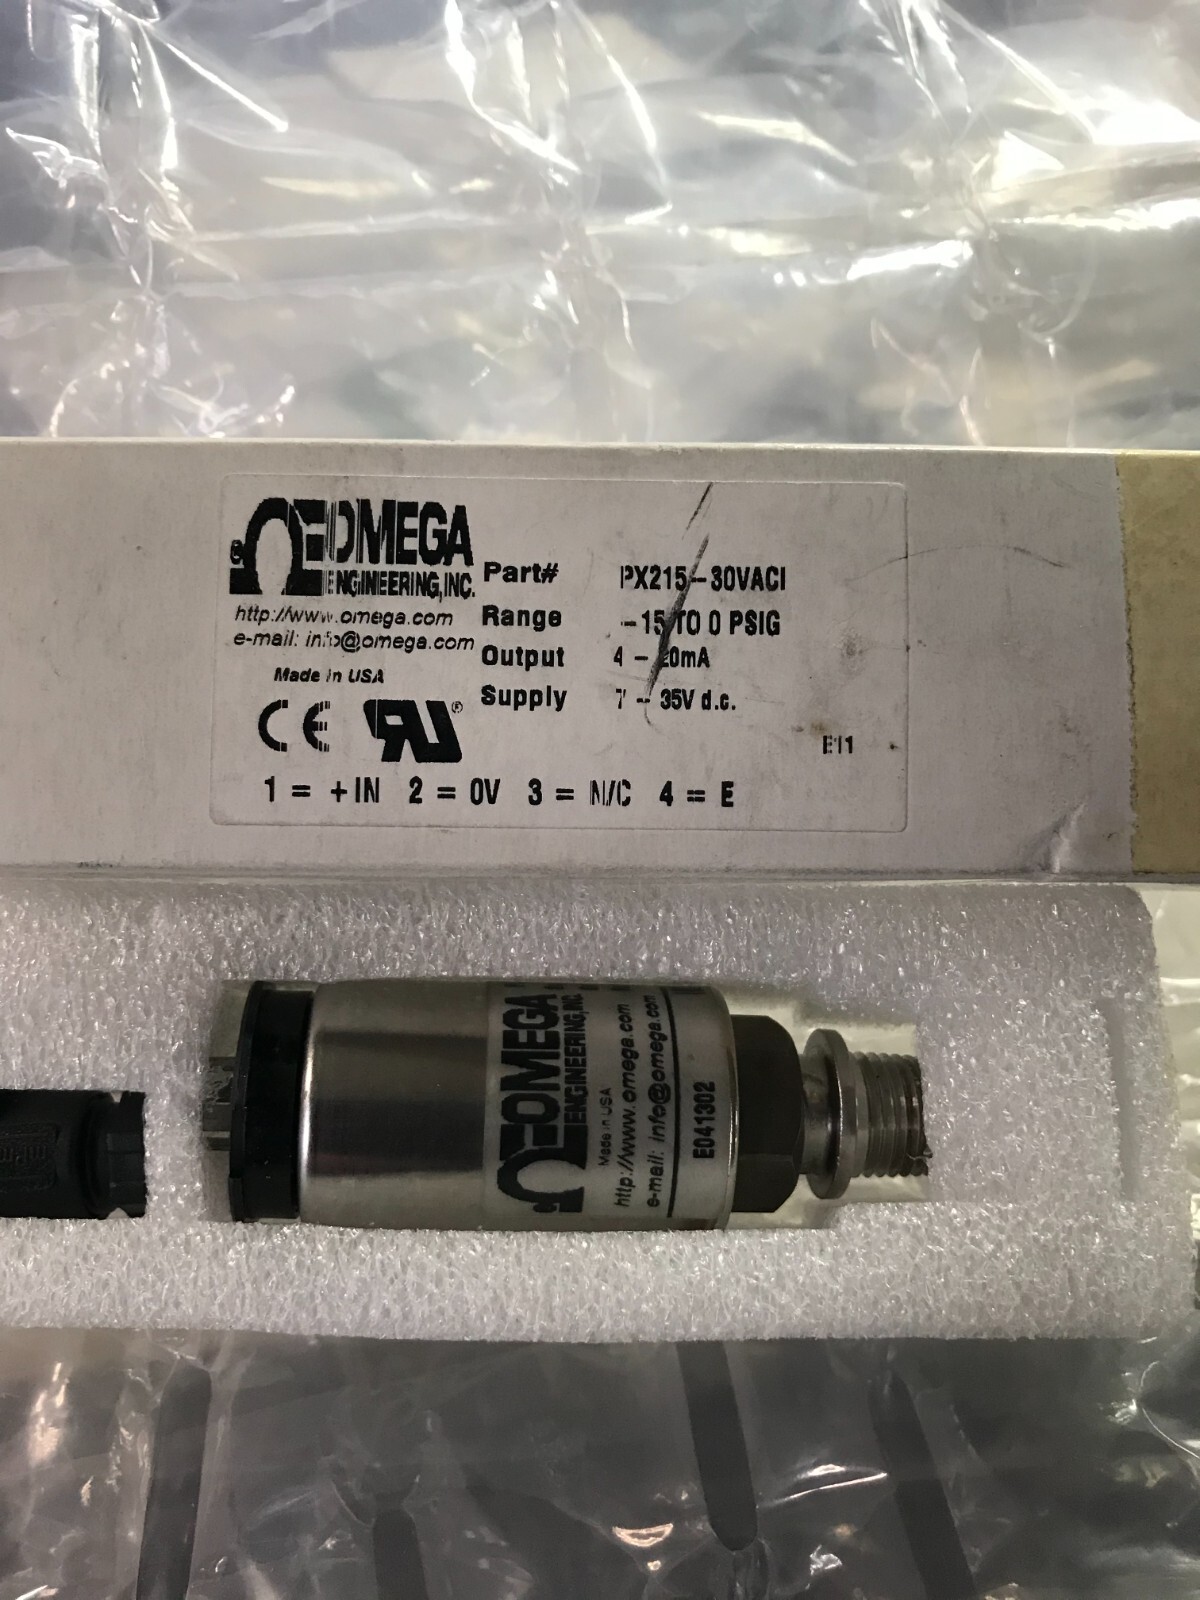 OMEGA
ENGINEERING, INC.
®
http://www.omega.com
e-mail: info@omega.com
Made in USA
CE RU®
Part# PX215-30VACI
Range -15 TO 0 PSIG
Output 4 - 20mA
Supply 7 - 35V d.c.
1 = +IN 2 = 0V 3 = N/C 4 = E
OMEGA
ENGINEERING, INC.
Made in USA
http://www.omega.com
e-mail: info@omega.com
E041302